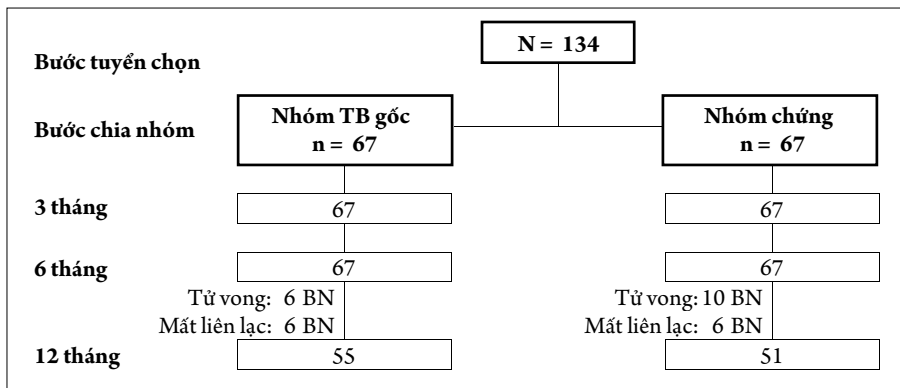 N = 134
Bước tuyển chọn
Nhóm TB gốc
n = 67
Nhóm chứng
n = 67
Bước chia nhóm
3 tháng
67
67
6 tháng
67
67
Tử vong: 6 BN
Mất liên lạc: 6 BN
Tử vong: 10 BN
Mất liên lạc: 6 BN
12 tháng
55
51